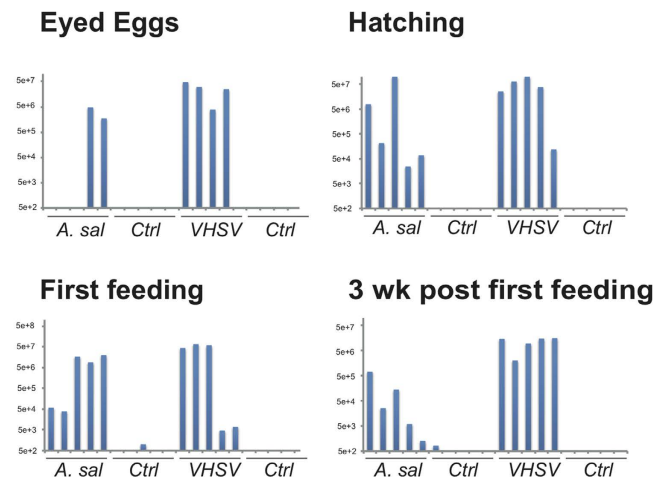 Eyed Eggs
5e+7
5e+6
5e+5
5e+4
5e+3
5e+2
A. sal Ctrl VHSV Ctrl
Hatching
5e+7
5e+6
5e+5
5e+4
5e+3
5e+2
A. sal Ctrl VHSV Ctrl
First feeding
5e+8
5e+7
5e+6
5e+5
5e+4
5e+3
5e+2
A. sal Ctrl VHSV Ctrl
3 wk post first feeding
5e+7
5e+6
5e+5
5e+4
5e+3
5e+2
A. sal Ctrl VHSV Ctrl